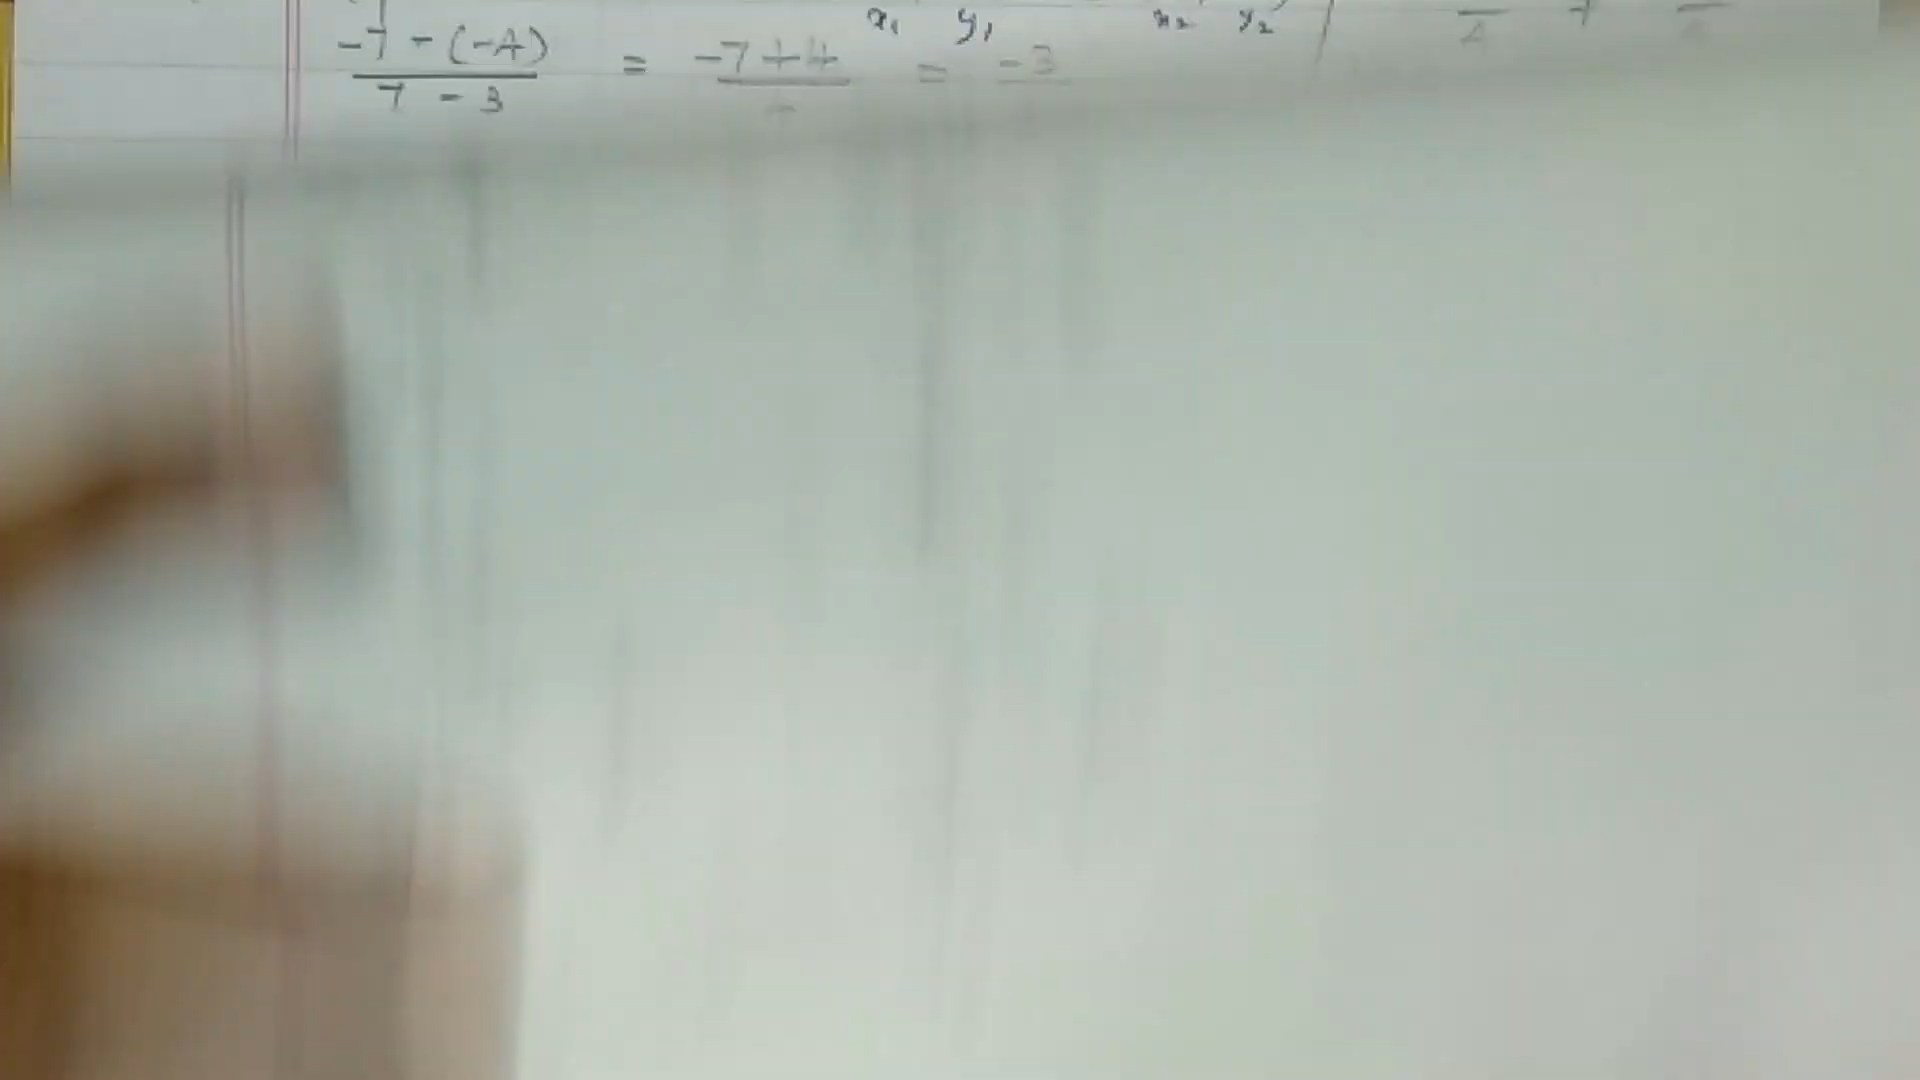 x₁ y₁ x₂ y₂
-7 - (-4) = -7+4 = -3
7 - 3